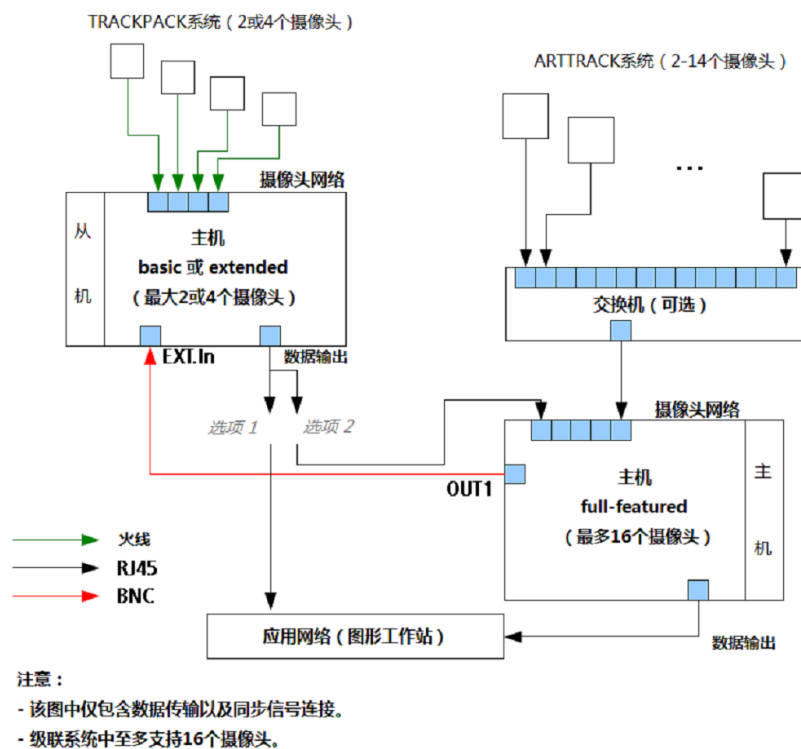 TRACKPACK系统（2或4个摄像头）
ARTTRACK系统（2-14个摄像头）
...
摄像头网络
从
机
主机
basic 或 extended
（最大2或4个摄像头）
EXT.In
数据输出
交换机（可选）
选项 1
选项 2
摄像头网络
OUT1
主机
full-featured
（最多16个摄像头）
主
机
火线
RJ45
BNC
应用网络（图形工作站）
数据输出
注意：
- 该图中仅包含数据传输以及同步信号连接。
- 级联系统中至多支持16个摄像头。